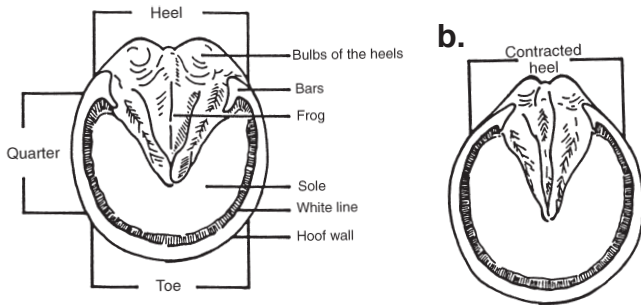 Heel
Bulbs of the heels
Bars
Frog
Quarter
Sole
White line
Hoof wall
Toe
b.
Contracted
heel